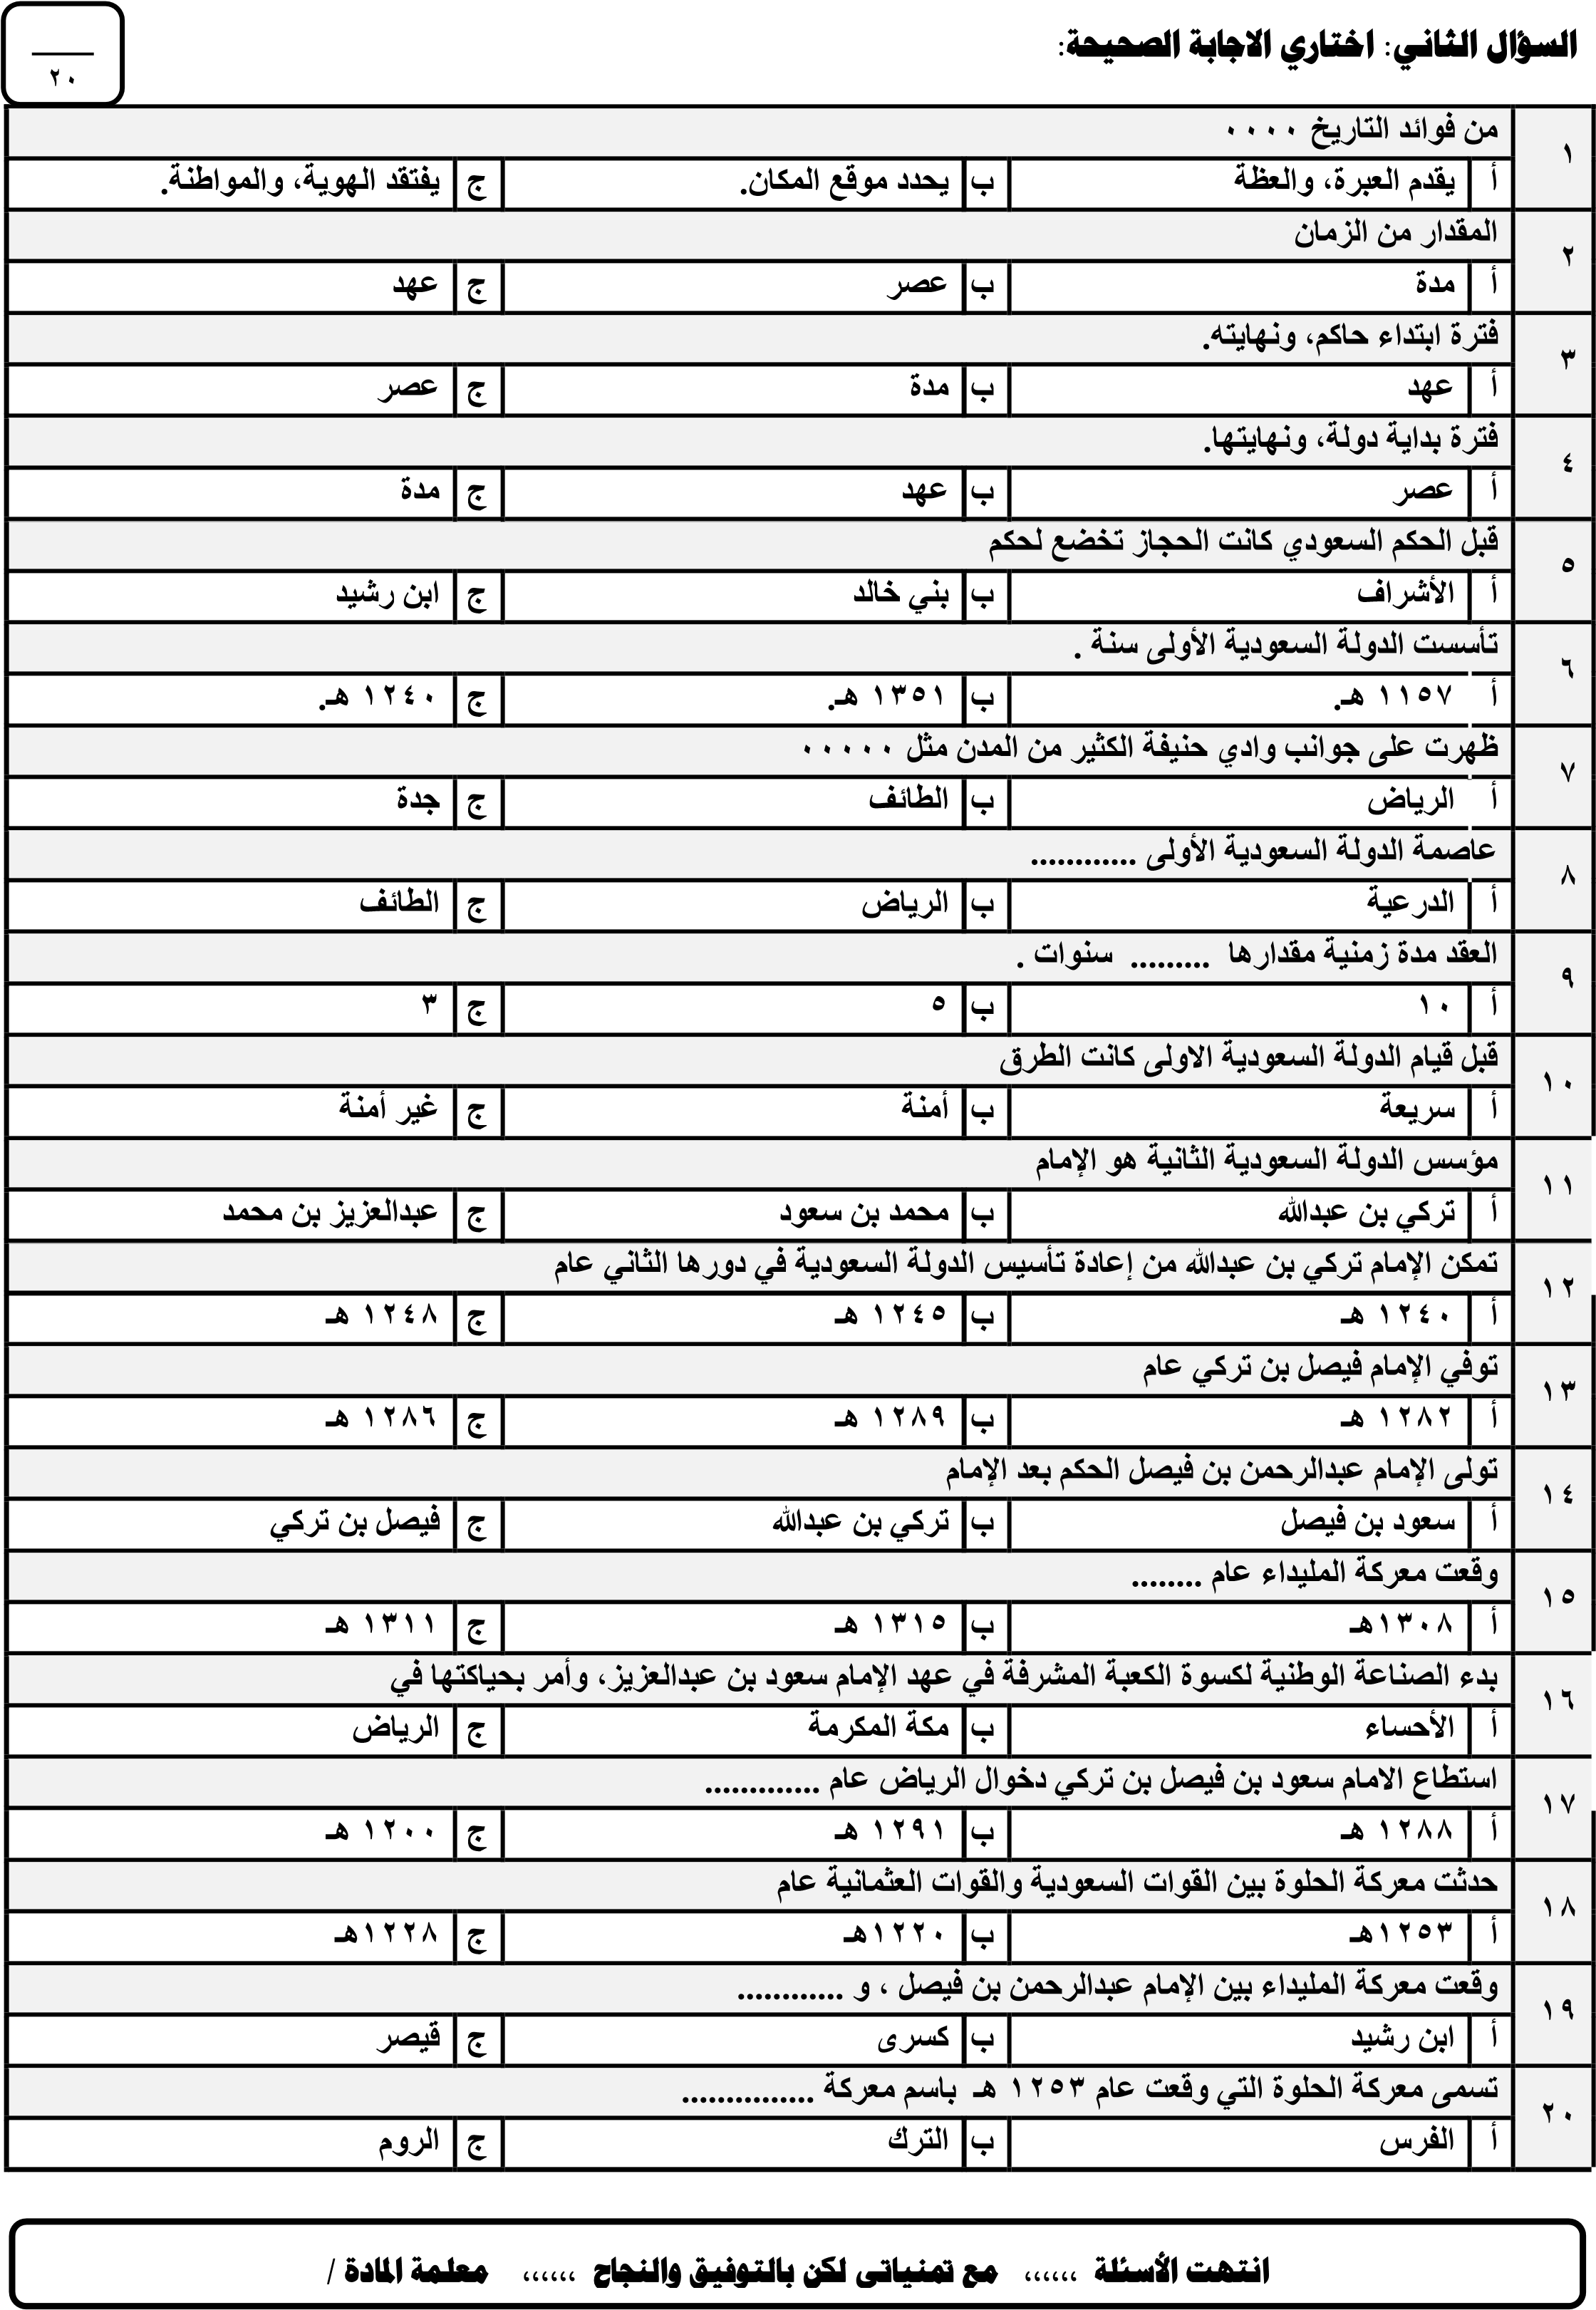 السؤال الثاني: اختاري الاجابة الصحيحة:
٢٠
١ من فوائد التاريخ ٠٠٠٠
أ يقدم العبرة، والعظة ب يحدد موقع المكان. ج يفتقد الهوية، والمواطنة.
٢ المقدار من الزمان
أ مدة ب عصر ج عهد
٣ فترة ابتداء حاكم، ونهايته.
أ عهد ب مدة ج عصر
٤ فترة بداية دولة، ونهايتها.
أ عصر ب عهد ج مدة
٥ قبل الحكم السعودي كانت الحجاز تخضع لحكم
أ الأشراف ب بني خالد ج ابن رشيد
٦ تأسست الدولة السعودية الأولى سنة .
أ ١١٥٧ هـ. ب ١٣٥١ هـ. ج ١٢٤٠ هـ.
٧ ظهرت على جوانب وادي حنيفة الكثير من المدن مثل ٠٠٠٠٠
أ الرياض ب الطائف ج جدة
٨ عاصمة الدولة السعودية الأولى ............
أ الدرعية ب الرياض ج الطائف
٩ العقد مدة زمنية مقدارها ......... سنوات .
أ ١٠ ب ٥ ج ٣
١٠ قبل قيام الدولة السعودية الاولى كانت الطرق
أ سريعة ب أمنة ج غير أمنة
١١ مؤسس الدولة السعودية الثانية هو الإمام
أ تركي بن عبدالله ب محمد بن سعود ج عبدالعزيز بن محمد
١٢ تمكن الإمام تركي بن عبدالله من إعادة تأسيس الدولة السعودية في دورها الثاني عام
أ ١٢٤٠ هـ ب ١٢٤٥ هـ ج ١٢٤٨ هـ
١٣ توفي الإمام فيصل بن تركي عام
أ ١٢٨٢ هـ ب ١٢٨٩ هـ ج ١٢٨٦ هـ
١٤ تولى الإمام عبدالرحمن بن فيصل الحكم بعد الإمام
أ سعود بن فيصل ب تركي بن عبدالله ج فيصل بن تركي
١٥ وقعت معركة المليداء عام ........
أ ١٣٠٨هـ ب ١٣١٥ هـ ج ١٣١١ هـ
١٦ بدء الصناعة الوطنية لكسوة الكعبة المشرفة في عهد الإمام سعود بن عبدالعزيز، وأمر بحياكتها في
أ الأحساء ب مكة المكرمة ج الرياض
١٧ استطاع الامام سعود بن فيصل بن تركي دخوال الرياض عام .............
أ ١٢٨٨ هـ ب ١٢٩١ هـ ج ١٢٠٠ هـ
١٨ حدثت معركة الحلوة بين القوات السعودية والقوات العثمانية عام
أ ١٢٥٣هـ ب ١٢٢٠هـ ج ١٢٢٨هـ
١٩ وقعت معركة المليداء بين الإمام عبدالرحمن بن فيصل ، و ............
أ ابن رشيد ب كسرى ج قيصر
٢٠ تسمى معركة الحلوة التي وقعت عام ١٢٥٣ هـ باسم معركة ...............
أ الفرس ب الترك ج الروم
انتهت الأسئلة ،،،،،، مع تمنياتي لكن بالتوفيق والنجاح ،،،،،، معلمة المادة /